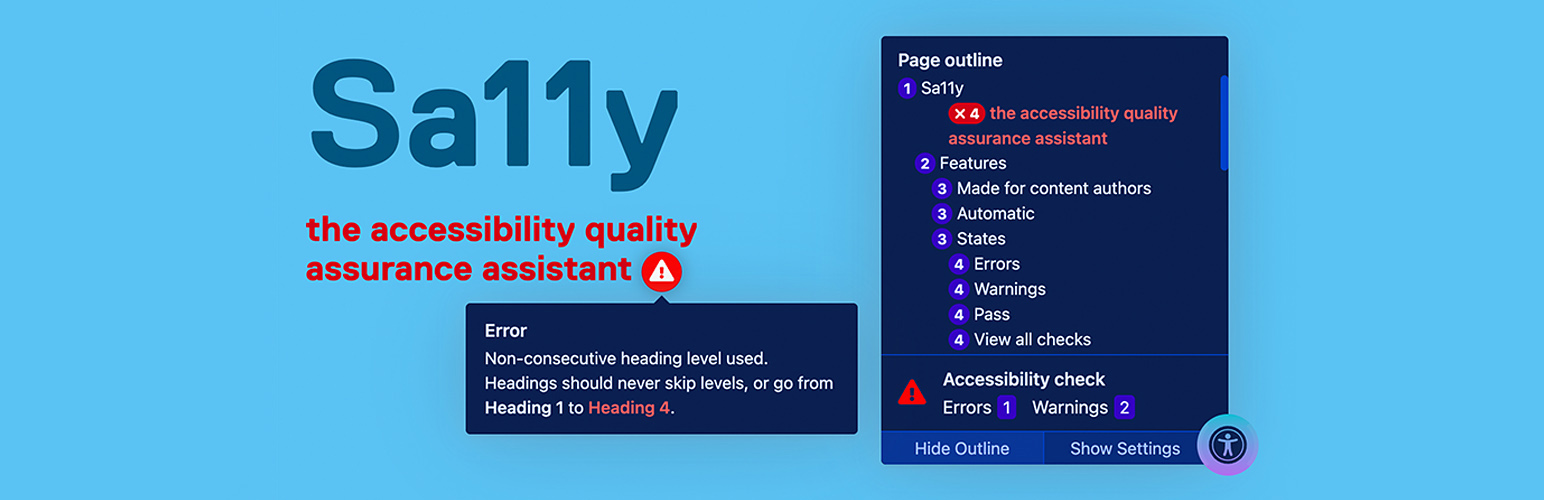 Sa11y
the accessibility quality
assurance assistant
Error
Non-consecutive heading level used.
Headings should never skip levels, or go from
Heading 1 to Heading 4.
Page outline
1 Sa11y
× 4 the accessibility quality
assurance assistant
2 Features
3 Made for content authors
3 Automatic
3 States
4 Errors
4 Warnings
4 Pass
4 View all checks
Accessibility check
Errors 1 Warnings 2
Hide Outline Show Settings